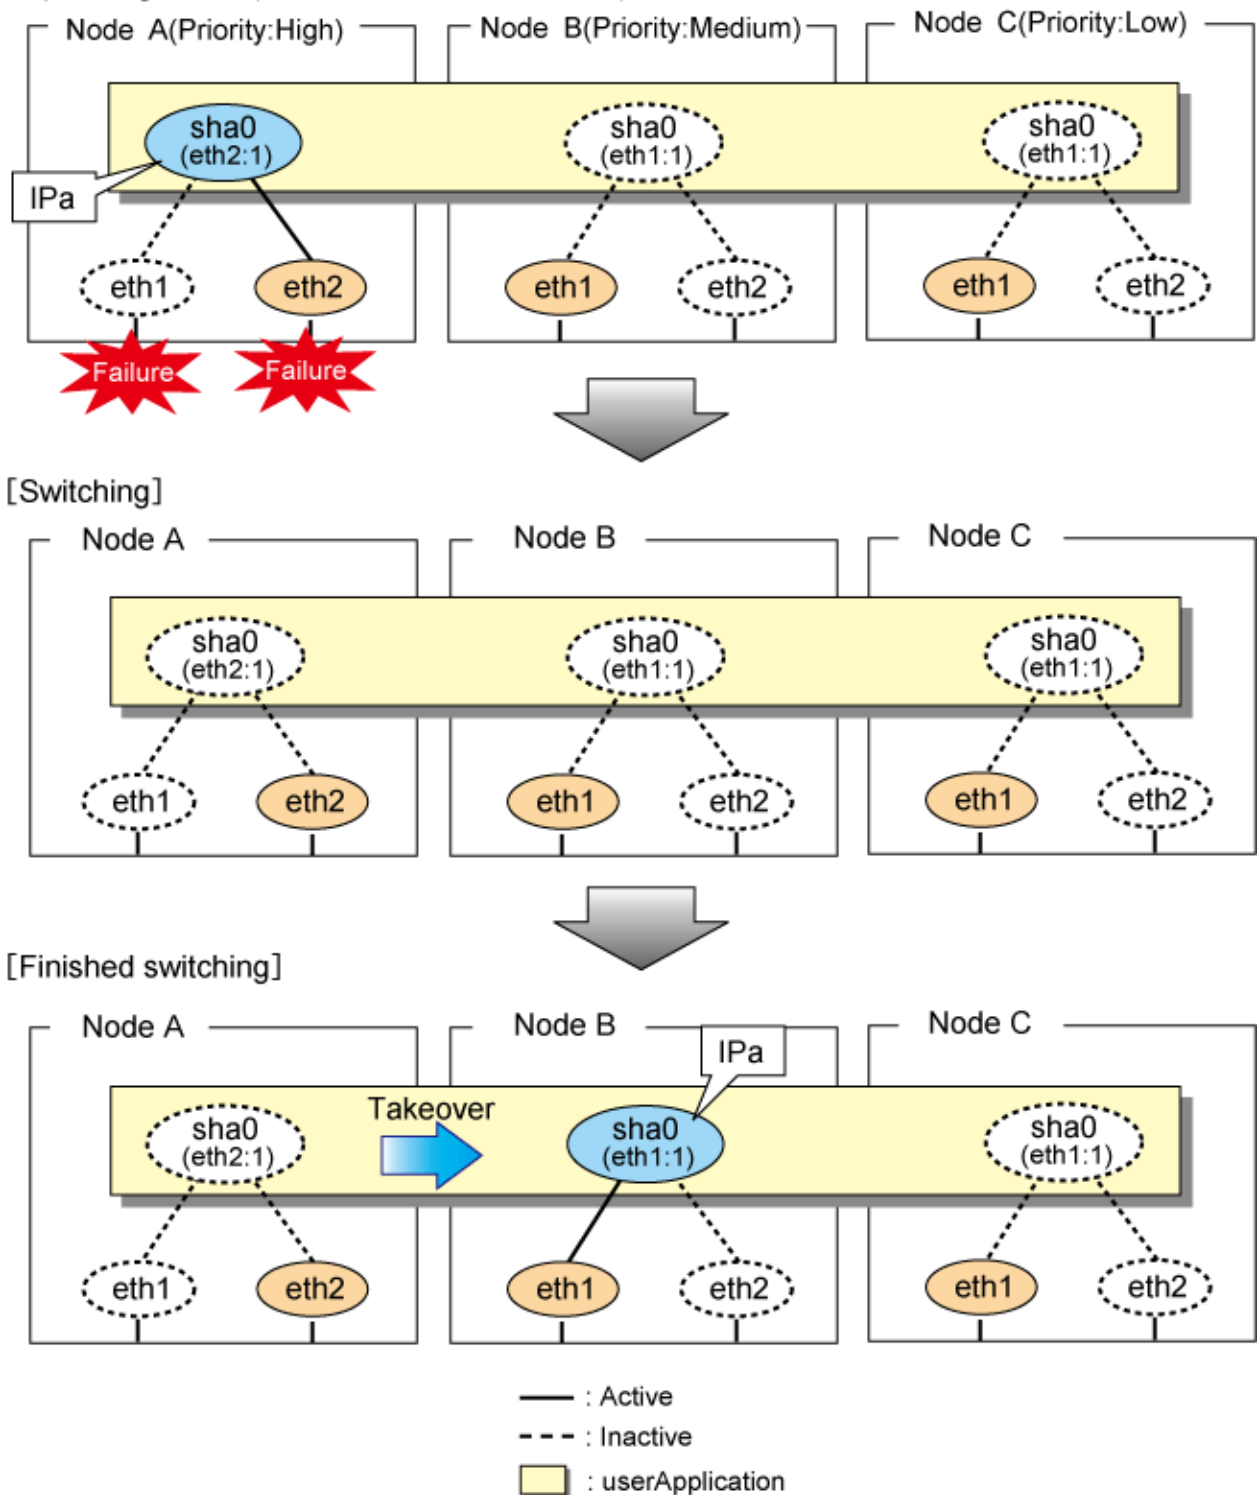 Node A(Priority:High)
Node B(Priority:Medium)
Node C(Priority:Low)
sha0
(eth2:1)
sha0
(eth1:1)
sha0
(eth1:1)
IPa
eth1
eth2
eth1
eth2
eth1
eth2
Failure
Failure
[Switching]
Node A
Node B
Node C
sha0
(eth2:1)
sha0
(eth1:1)
sha0
(eth1:1)
eth1
eth2
eth1
eth2
eth1
eth2
[Finished switching]
Node A
Node B
Node C
IPa
Takeover
sha0
(eth2:1)
sha0
(eth1:1)
sha0
(eth1:1)
eth1
eth2
eth1
eth2
eth1
eth2
: Active
: Inactive
: userApplication